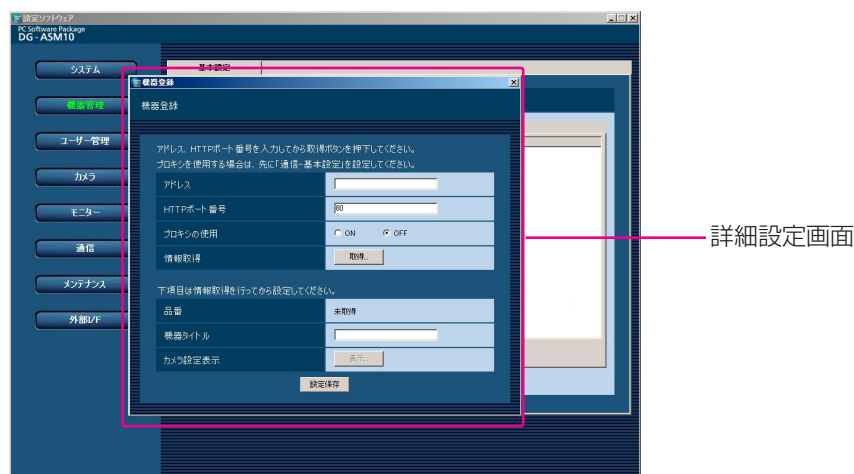 設定ソフトウェア
PC Software Package
DG-ASM10
システム
機器管理
ユーザー管理
カメラ
モニター
通信
メンテナンス
外部I/F
基本設定
機器登録
機器登録
アドレス、HTTPポート番号を入力してから取得ボタンを押下してください。
プロキシを使用する場合は、先に「通信-基本設定」を設定してください。
アドレス
HTTPポート番号 80
プロキシの使用 ON OFF
情報取得 取得...
下項目は情報取得を行ってから設定してください。
品番 未取得
機器タイトル
カメラ設定表示 表示...
設定保存
詳細設定画面